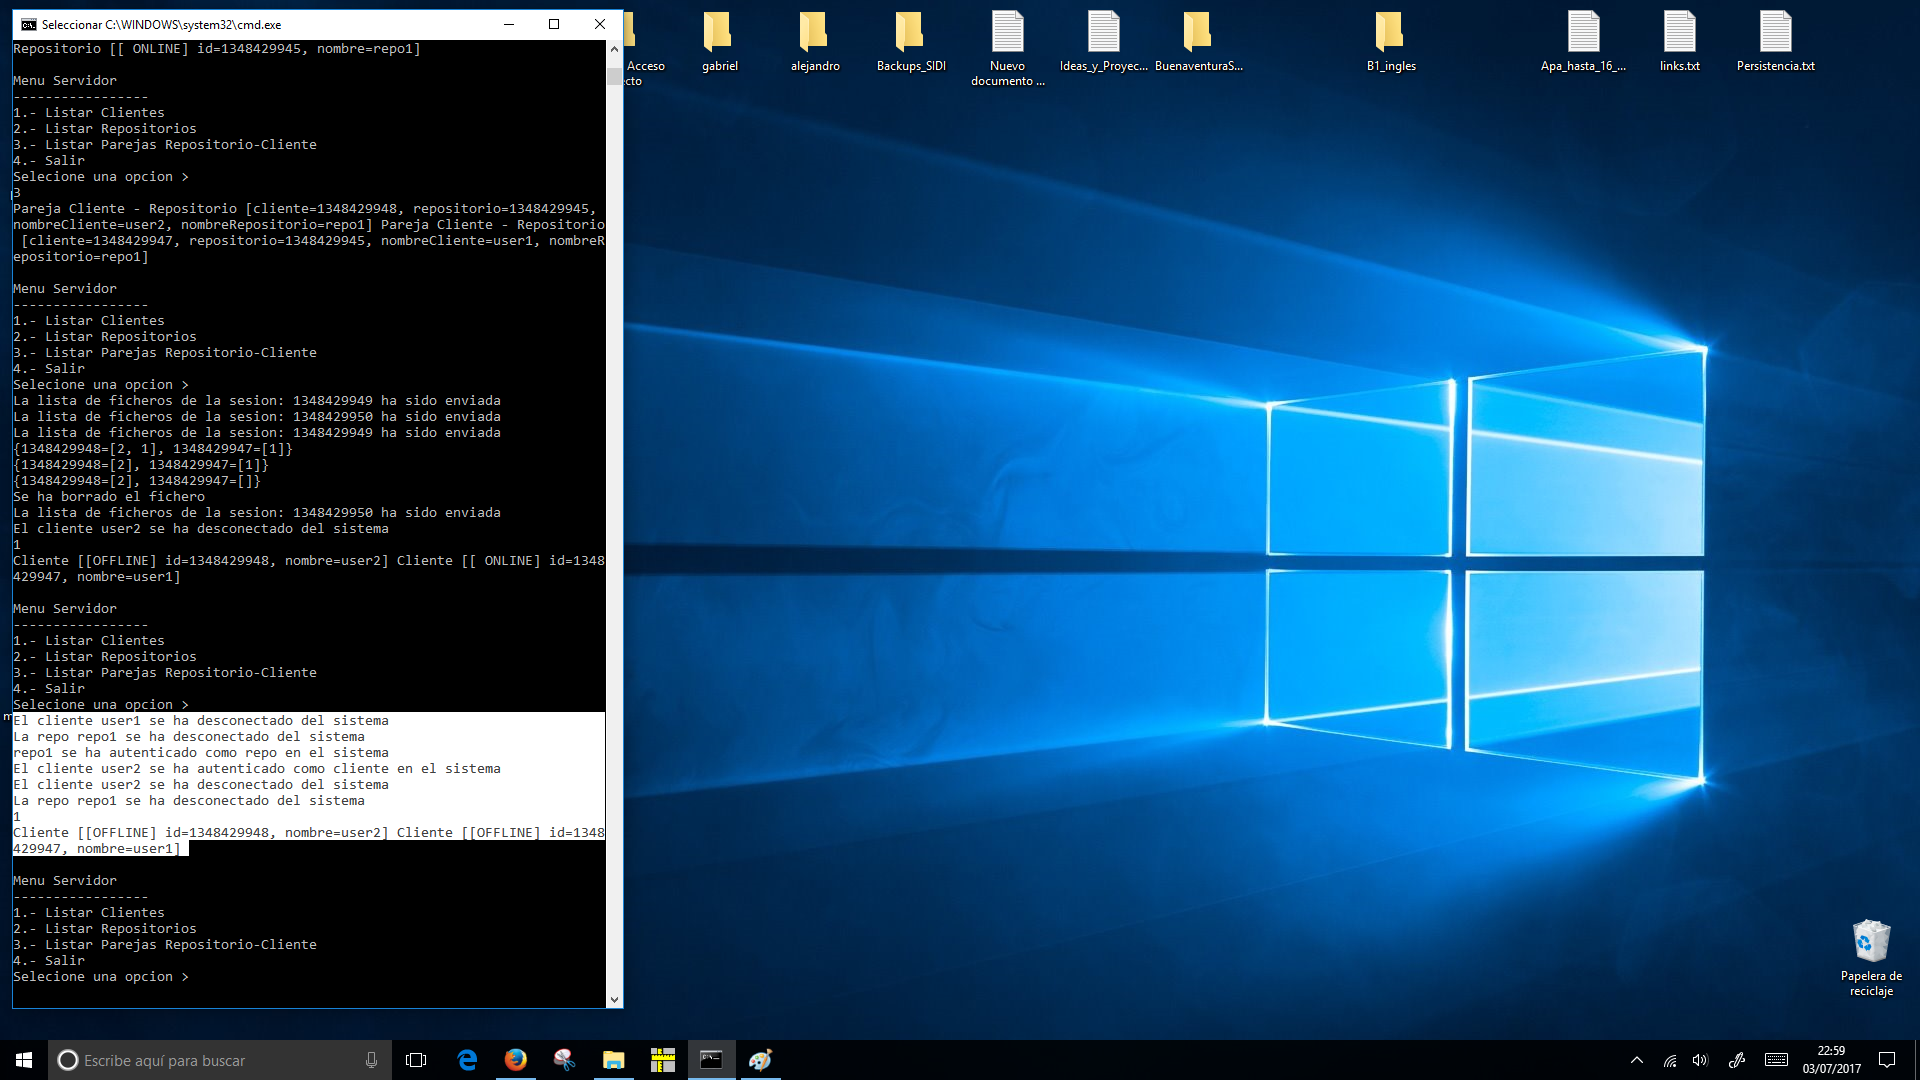 Seleccionar C:\WINDOWS\system32\cmd.exe
Repositorio [[ ONLINE] id=1348429945, nombre=repo1]
Menu Servidor
-----------------
1.- Listar Clientes
2.- Listar Repositorios
3.- Listar Parejas Repositorio-Cliente
4.- Salir
Selecione una opcion >
3
Pareja Cliente - Repositorio [cliente=1348429948, repositorio=1348429945,
nombreCliente=user2, nombreRepositorio=repo1] Pareja Cliente - Repositorio
[cliente=1348429947, repositorio=1348429945, nombreCliente=user1, nombreR
epositorio=repo1]
Menu Servidor
-----------------
1.- Listar Clientes
2.- Listar Repositorios
3.- Listar Parejas Repositorio-Cliente
4.- Salir
Selecione una opcion >
La lista de ficheros de la sesion: 1348429949 ha sido enviada
La lista de ficheros de la sesion: 1348429950 ha sido enviada
La lista de ficheros de la sesion: 1348429949 ha sido enviada
{1348429948=[2, 1], 1348429947=[1]}
{1348429948=[2], 1348429947=[1]}
{1348429948=[2], 1348429947=[]}
Se ha borrado el fichero
La lista de ficheros de la sesion: 1348429950 ha sido enviada
El cliente user2 se ha desconectado del sistema
1
Cliente [[OFFLINE] id=1348429948, nombre=user2] Cliente [[ ONLINE] id=1348
429947, nombre=user1]
Menu Servidor
-----------------
1.- Listar Clientes
2.- Listar Repositorios
3.- Listar Parejas Repositorio-Cliente
4.- Salir
Selecione una opcion >
El cliente user1 se ha desconectado del sistema
La repo repo1 se ha desconectado del sistema
repo1 se ha autenticado como repo en el sistema
El cliente user2 se ha autenticado como cliente en el sistema
El cliente user2 se ha desconectado del sistema
La repo repo1 se ha desconectado del sistema
1
Cliente [[OFFLINE] id=1348429948, nombre=user2] Cliente [[OFFLINE] id=1348
429947, nombre=user1]
Menu Servidor
-----------------
1.- Listar Clientes
2.- Listar Repositorios
3.- Listar Parejas Repositorio-Cliente
4.- Salir
Selecione una opcion >
Acceso
ecto
gabriel
alejandro
Backups_SIDI
Nuevo
documento ...
Ideas_y_Proyec...
BuenaventuraS...
B1_ingles
Apa_hasta_16_...
links.txt
Persistencia.txt
Papelera de
reciclaje
Escribe aquí para buscar
22:59
03/07/2017